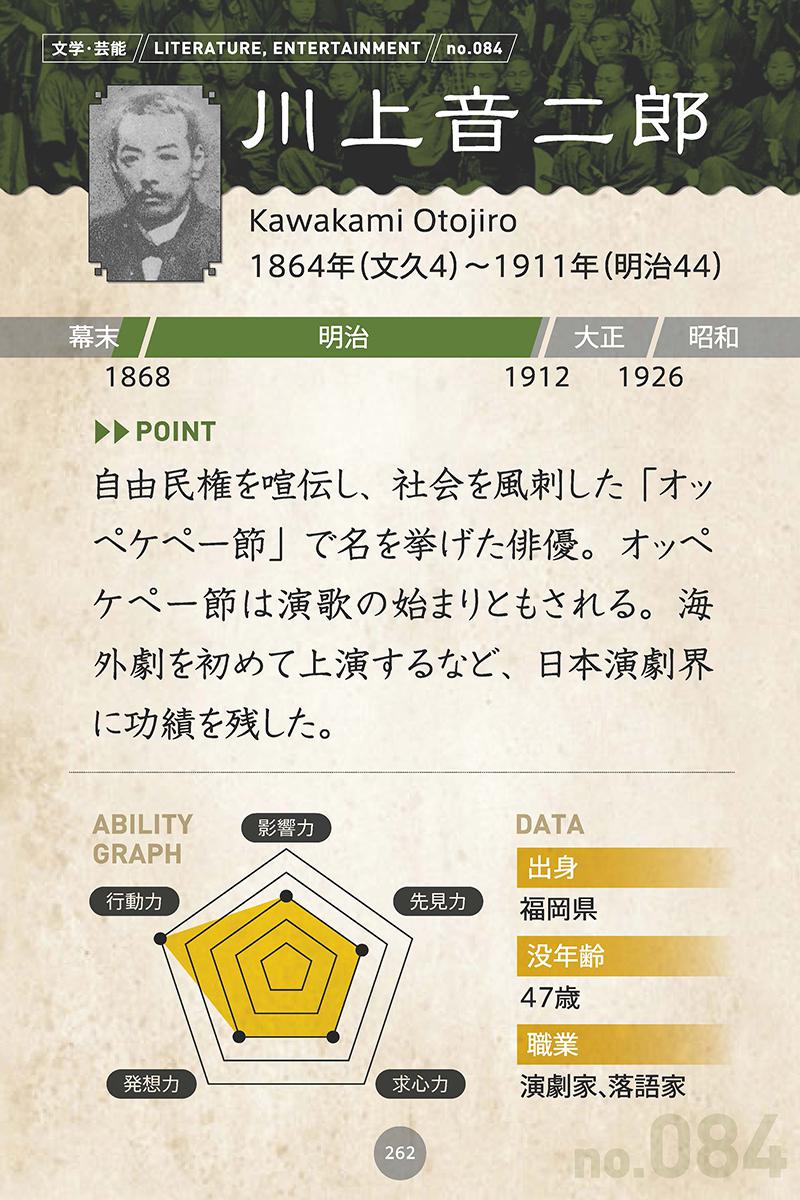 文学・芸能 LITERATURE, ENTERTAINMENT no.084
川上音二郎
Kawakami Otojiro
1864年(文久4)～1911年(明治44)
幕末 明治 大正 昭和
1868 1912 1926
POINT
自由民権を喧伝し、社会を風刺した「オッ
ペケペー節」で名を挙げた俳優。オッペ
ケペー節は演歌の始まりともされる。海
外劇を初めて上演するなど、日本演劇界
に功績を残した。
ABILITY
GRAPH
影響力
行動力
先見力
発想力
求心力
DATA
出身
福岡県
没年齢
47歳
職業
演劇家、落語家
262
no.084